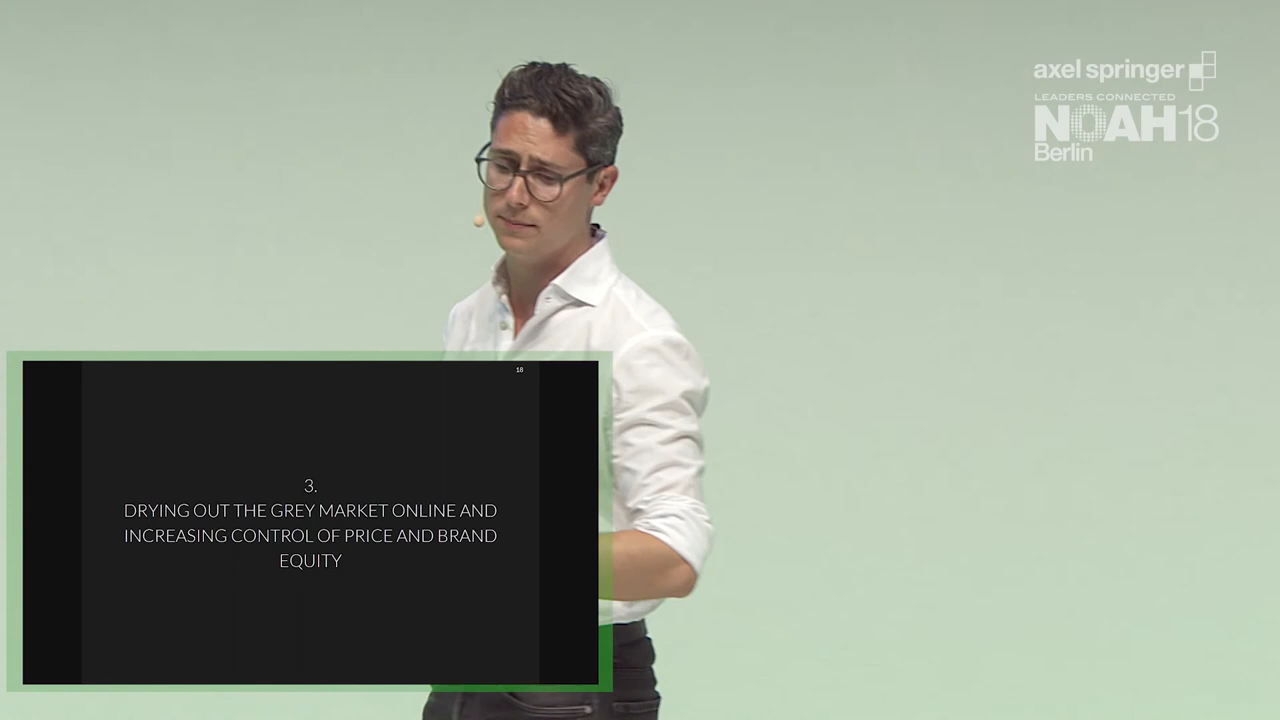 axel springer
LEADERS CONNECTED
NOAH18
Berlin
18
3.
DRYING OUT THE GREY MARKET ONLINE AND
INCREASING CONTROL OF PRICE AND BRAND
EQUITY